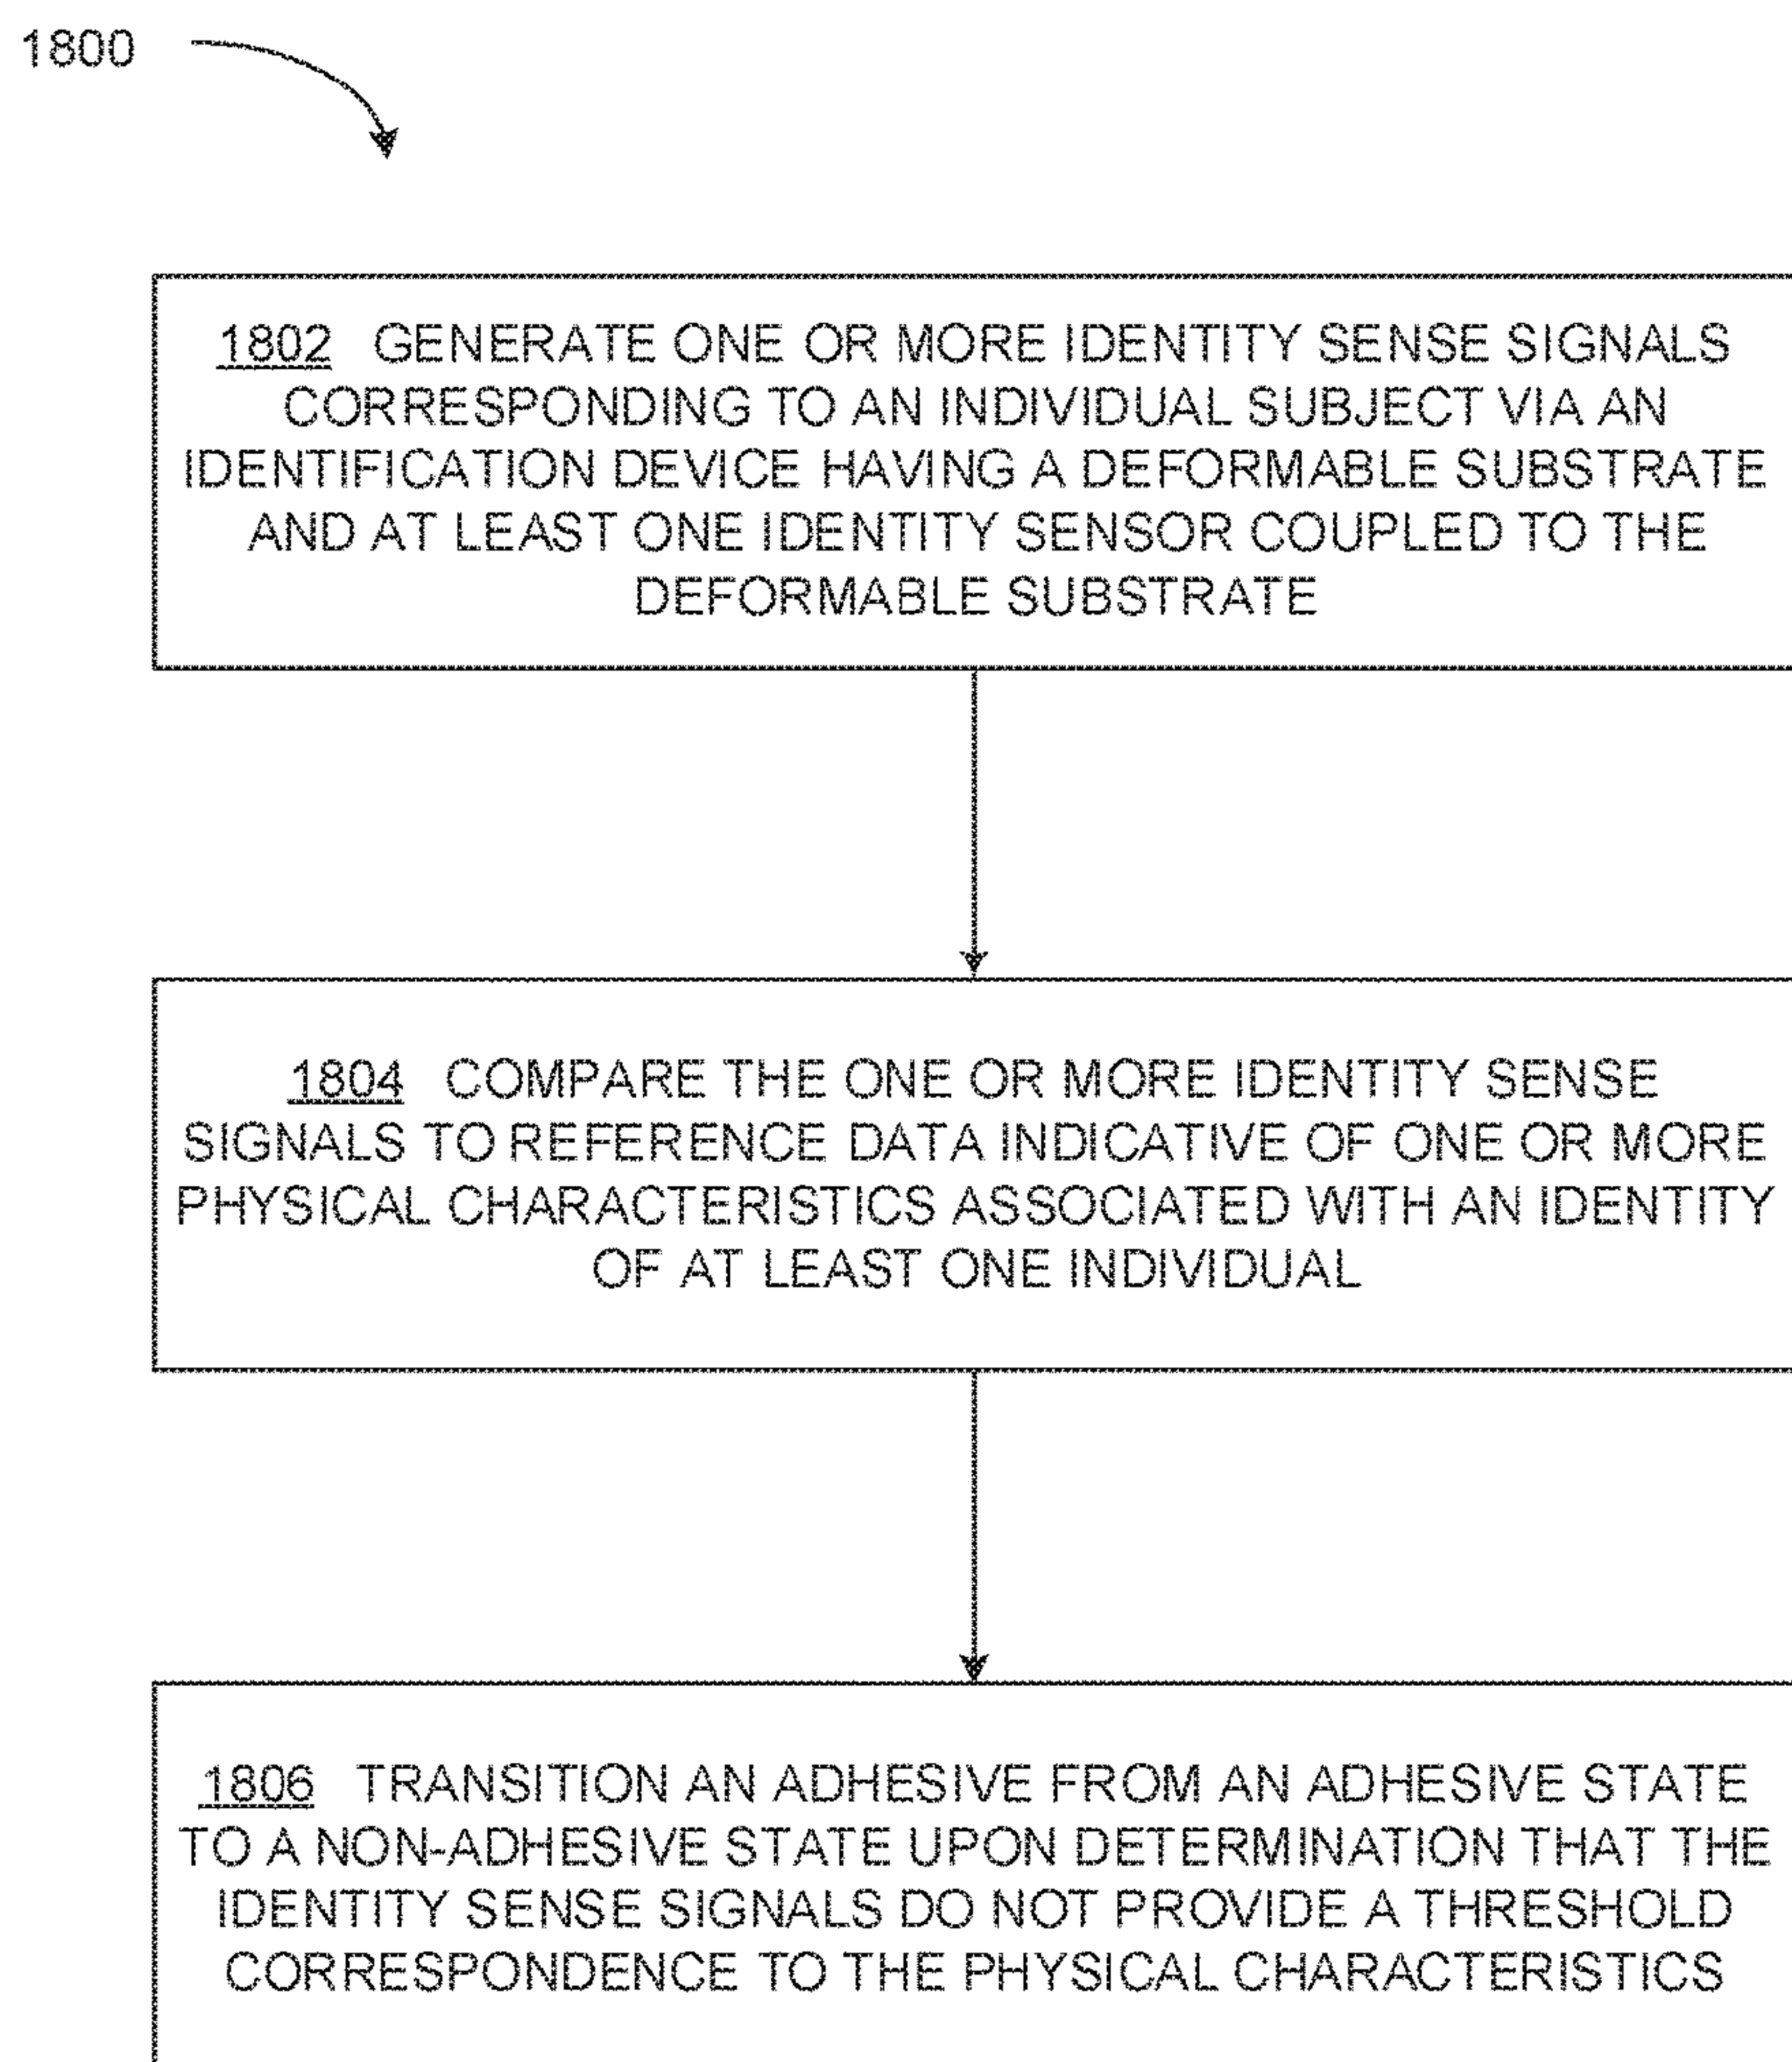 1800
1802 GENERATE ONE OR MORE IDENTITY SENSE SIGNALS
CORRESPONDING TO AN INDIVIDUAL SUBJECT VIA AN
IDENTIFICATION DEVICE HAVING A DEFORMABLE SUBSTRATE
AND AT LEAST ONE IDENTITY SENSOR COUPLED TO THE
DEFORMABLE SUBSTRATE
1804 COMPARE THE ONE OR MORE IDENTITY SENSE
SIGNALS TO REFERENCE DATA INDICATIVE OF ONE OR MORE
PHYSICAL CHARACTERISTICS ASSOCIATED WITH AN IDENTITY
OF AT LEAST ONE INDIVIDUAL
1806 TRANSITION AN ADHESIVE FROM AN ADHESIVE STATE
TO A NON-ADHESIVE STATE UPON DETERMINATION THAT THE
IDENTITY SENSE SIGNALS DO NOT PROVIDE A THRESHOLD
CORRESPONDENCE TO THE PHYSICAL CHARACTERISTICS